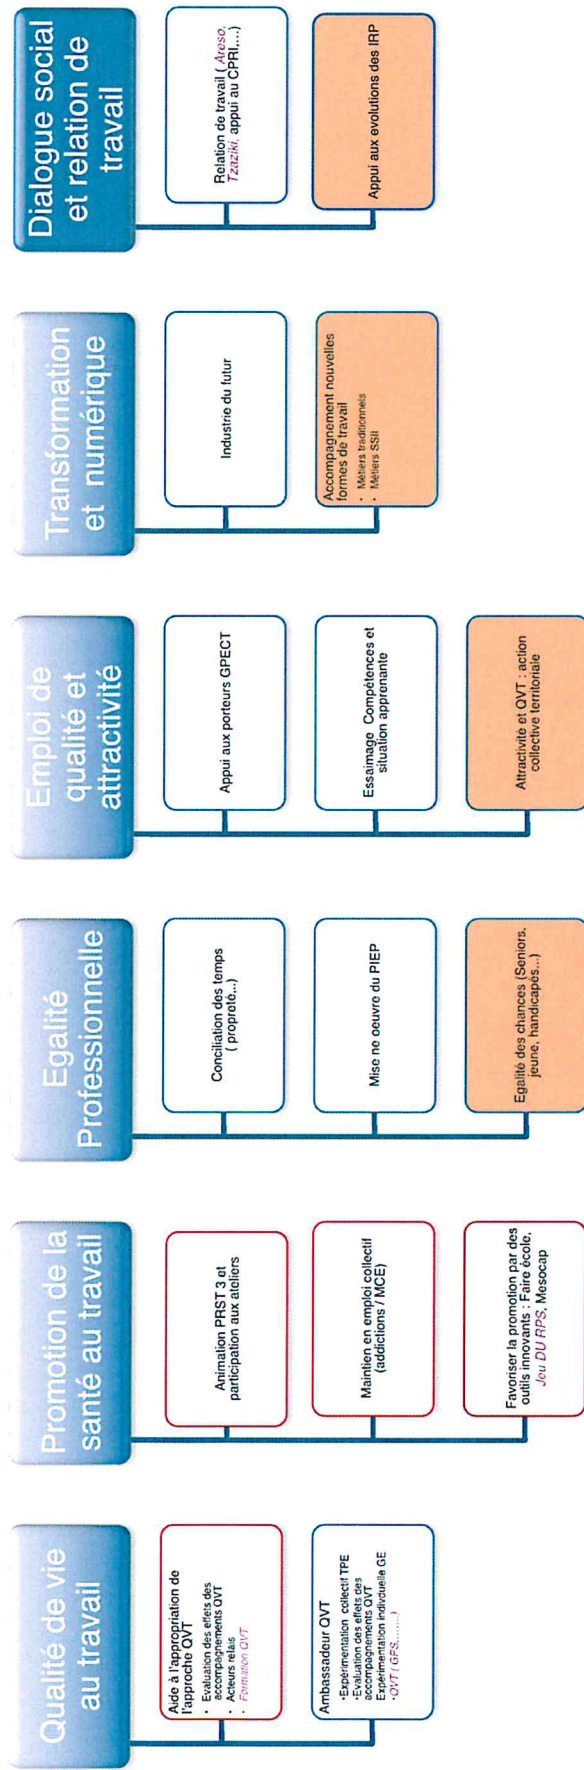 Qualité de vie
au travail
Aide à l'appropriation de
l'approche QVT
• Evaluation des effets des
accompagnements QVT
• Acteurs relais
• Formation QVT
Ambassadeur QVT
•Expérimentation collectif TPE
•Evaluation des effets des
accompagnements QVT
Expérimentation individuelle GE
•QVT ( GPS,.......)
Promotion de la
santé au travail
Animation PRST 3 et
participation aux ateliers
Maintien en emploi collectif
(addictions / MCE)
Favoriser la promotion par des
outils innovants : Faire école,
Jeu DU RPS, Mesocap
Egalité
Professionnelle
Conciliation des temps
( propreté...)
Mise ne oeuvre du PIEP
Egalité des chances (Seniors,
jeune, handicapés...)
Emploi de
qualité et
attractivité
Appui aux porteurs GPECT
Essaimage Compétences et
situation apprenante
Attractivité et QVT : action
collective territoriale
Transformation
et numérique
Industrie du futur
Accompagnement nouvelles
formes de travail
• Métiers traditionnels
• Métiers SSII
Dialogue social
et relation de
travail
Relation de travail ( Areso,
Tzaziki, appui au CPRI,...)
Appui aux evolutions des IRP